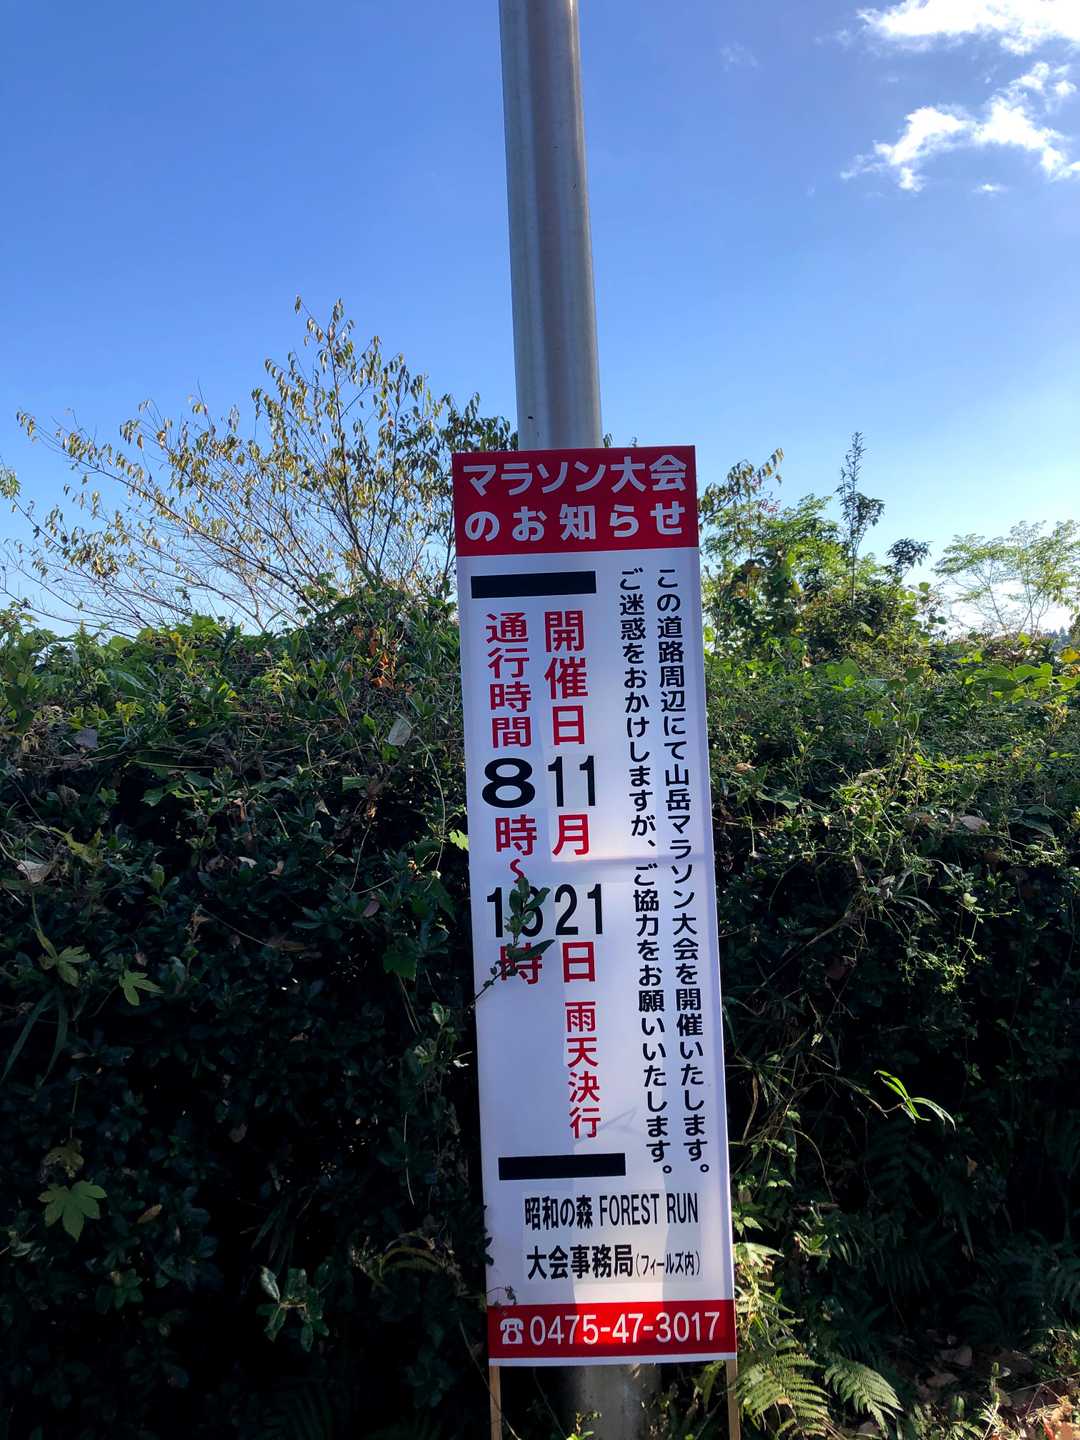 マラソン大会
のお知らせ
この道路周辺にて山岳マラソン大会を開催いたします。
ご迷惑をおかけしますが、ご協力をお願いいたします。
開催日11月21日 雨天決行
通行時間8時~時
昭和の森 FOREST RUN
大会事務局(フィールズ内)
☎0475-47-3017